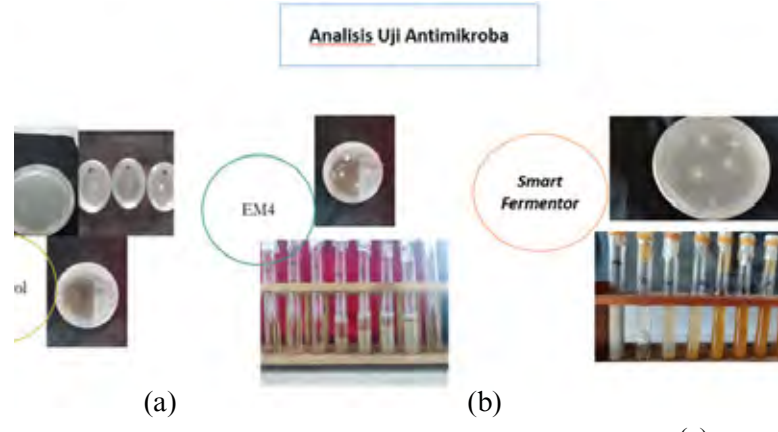 Analisis Uji Antimikroba
EM4
Smart
Fermentor
ol
(a)
(b)